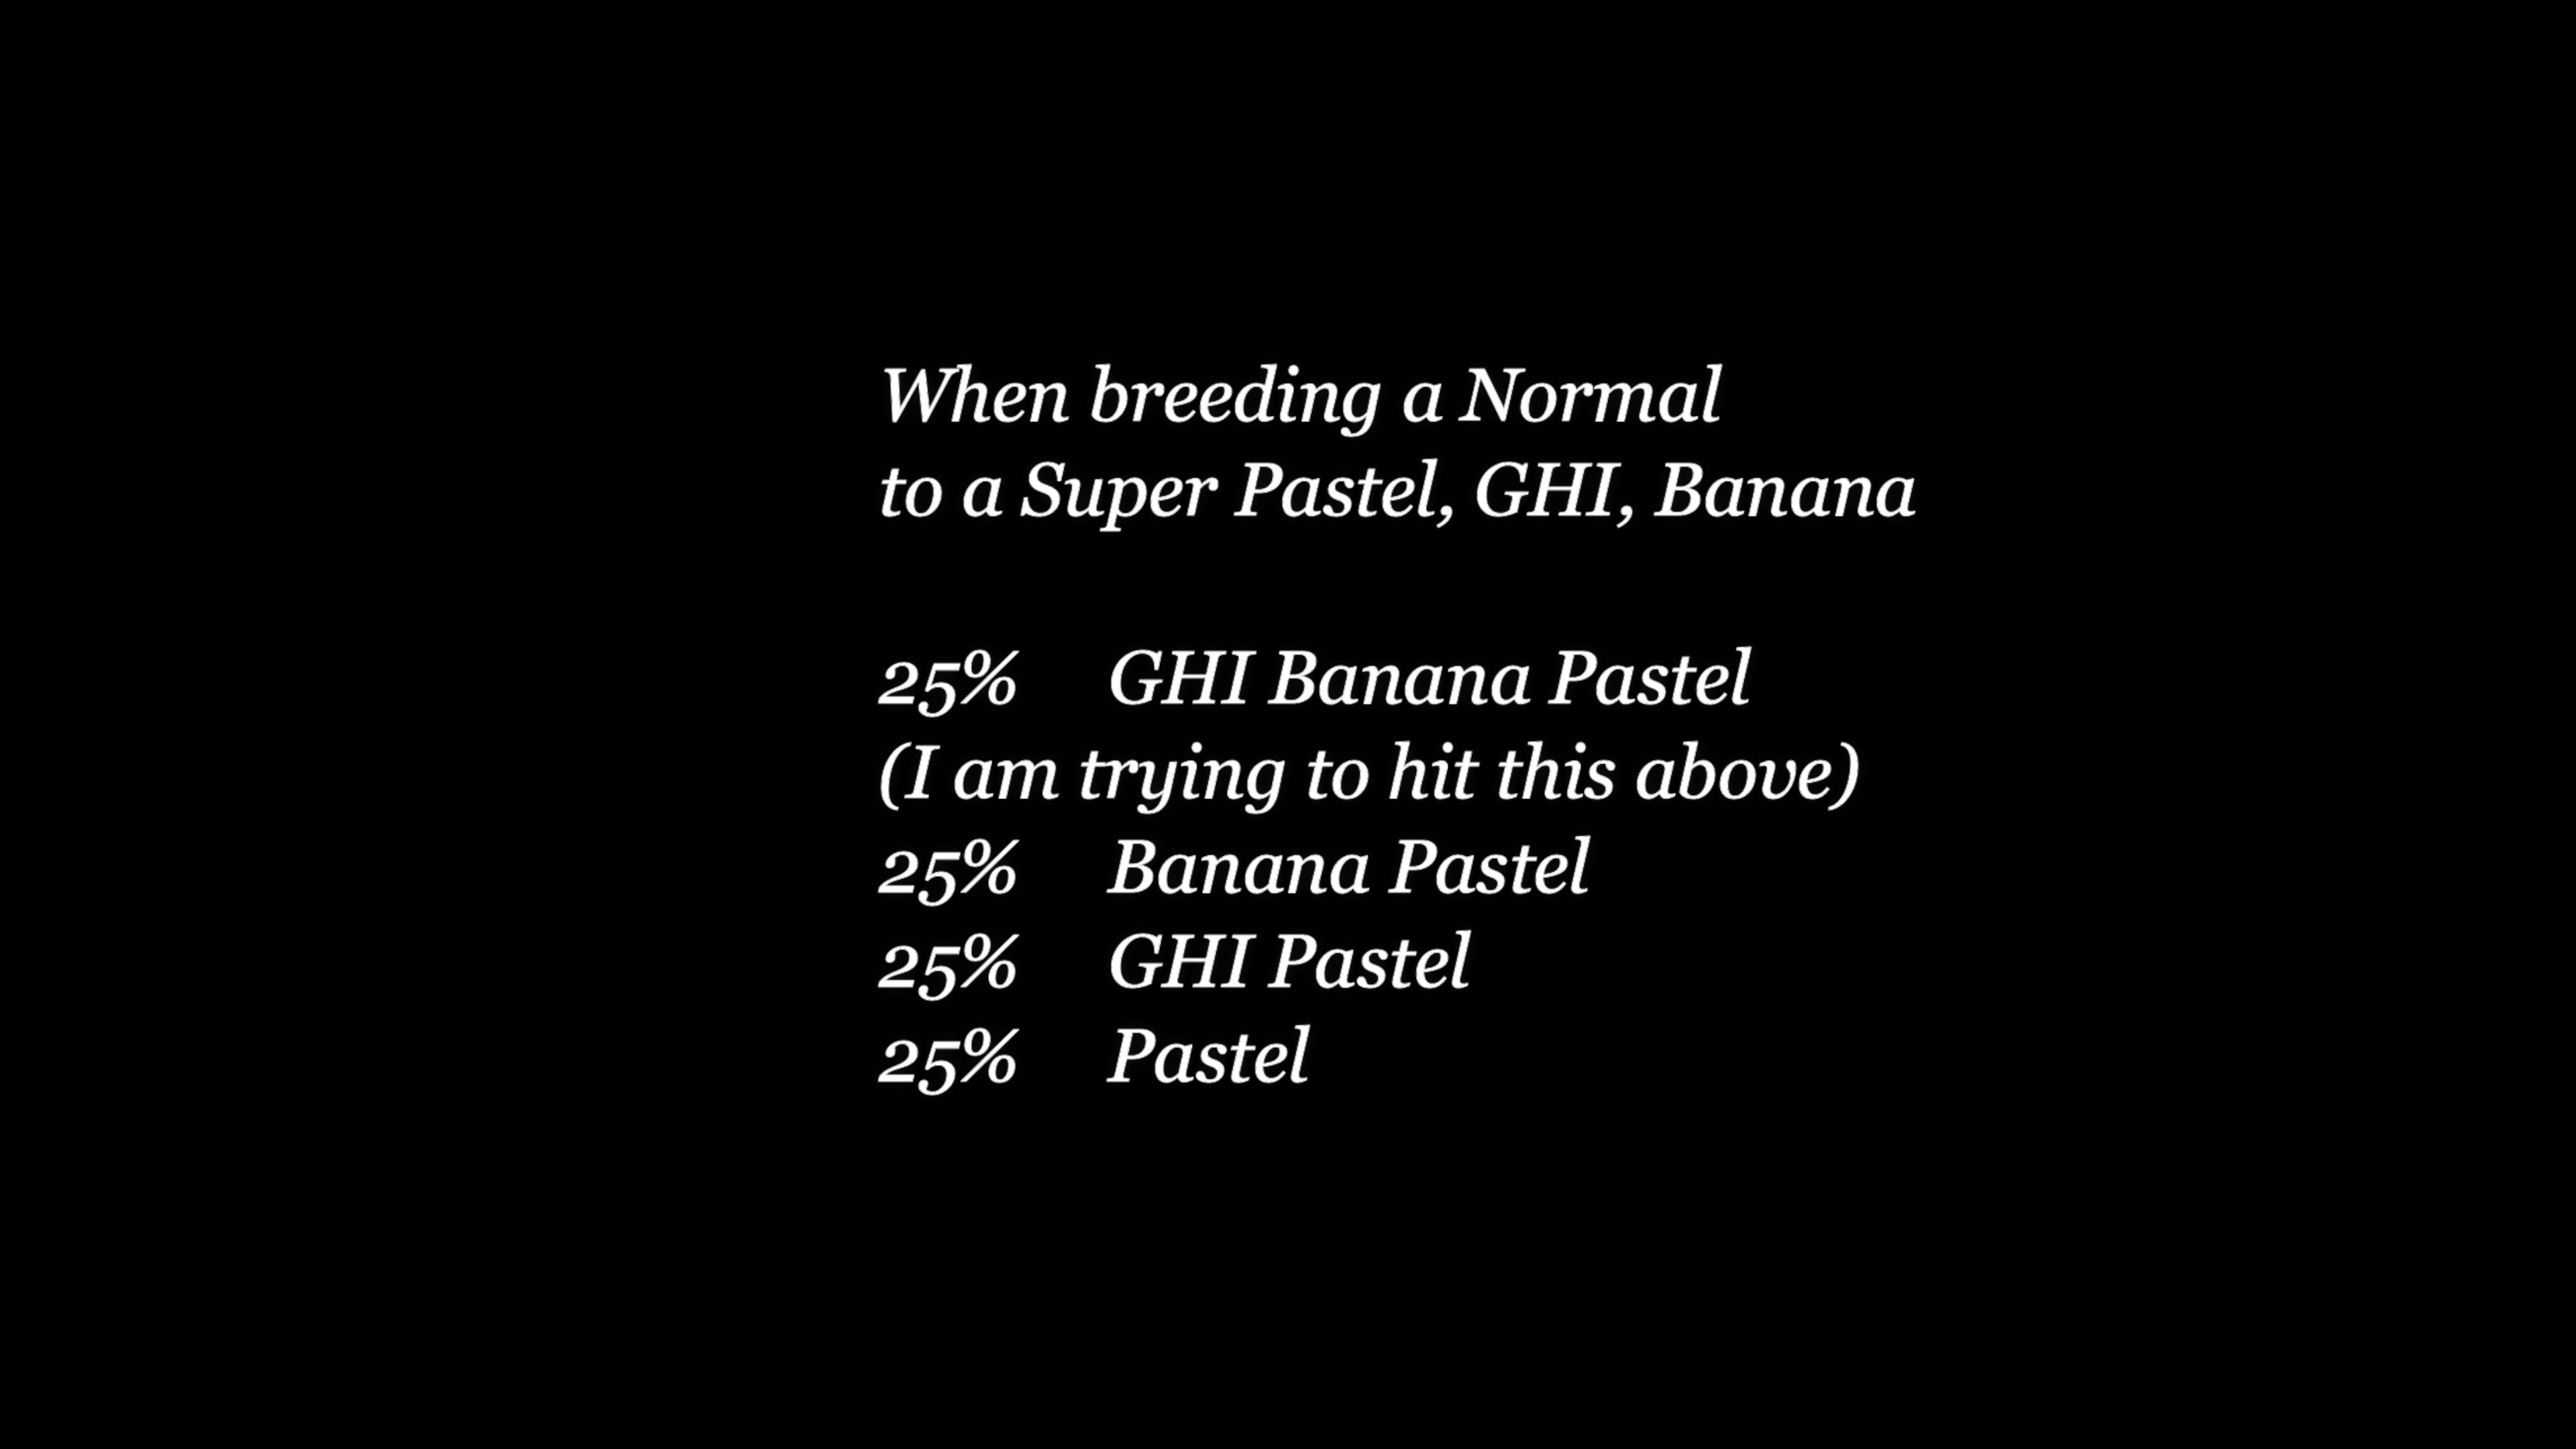 When breeding a Normal
to a Super Pastel, GHI, Banana
25% GHI Banana Pastel
(I am trying to hit this above)
25% Banana Pastel
25% GHI Pastel
25% Pastel